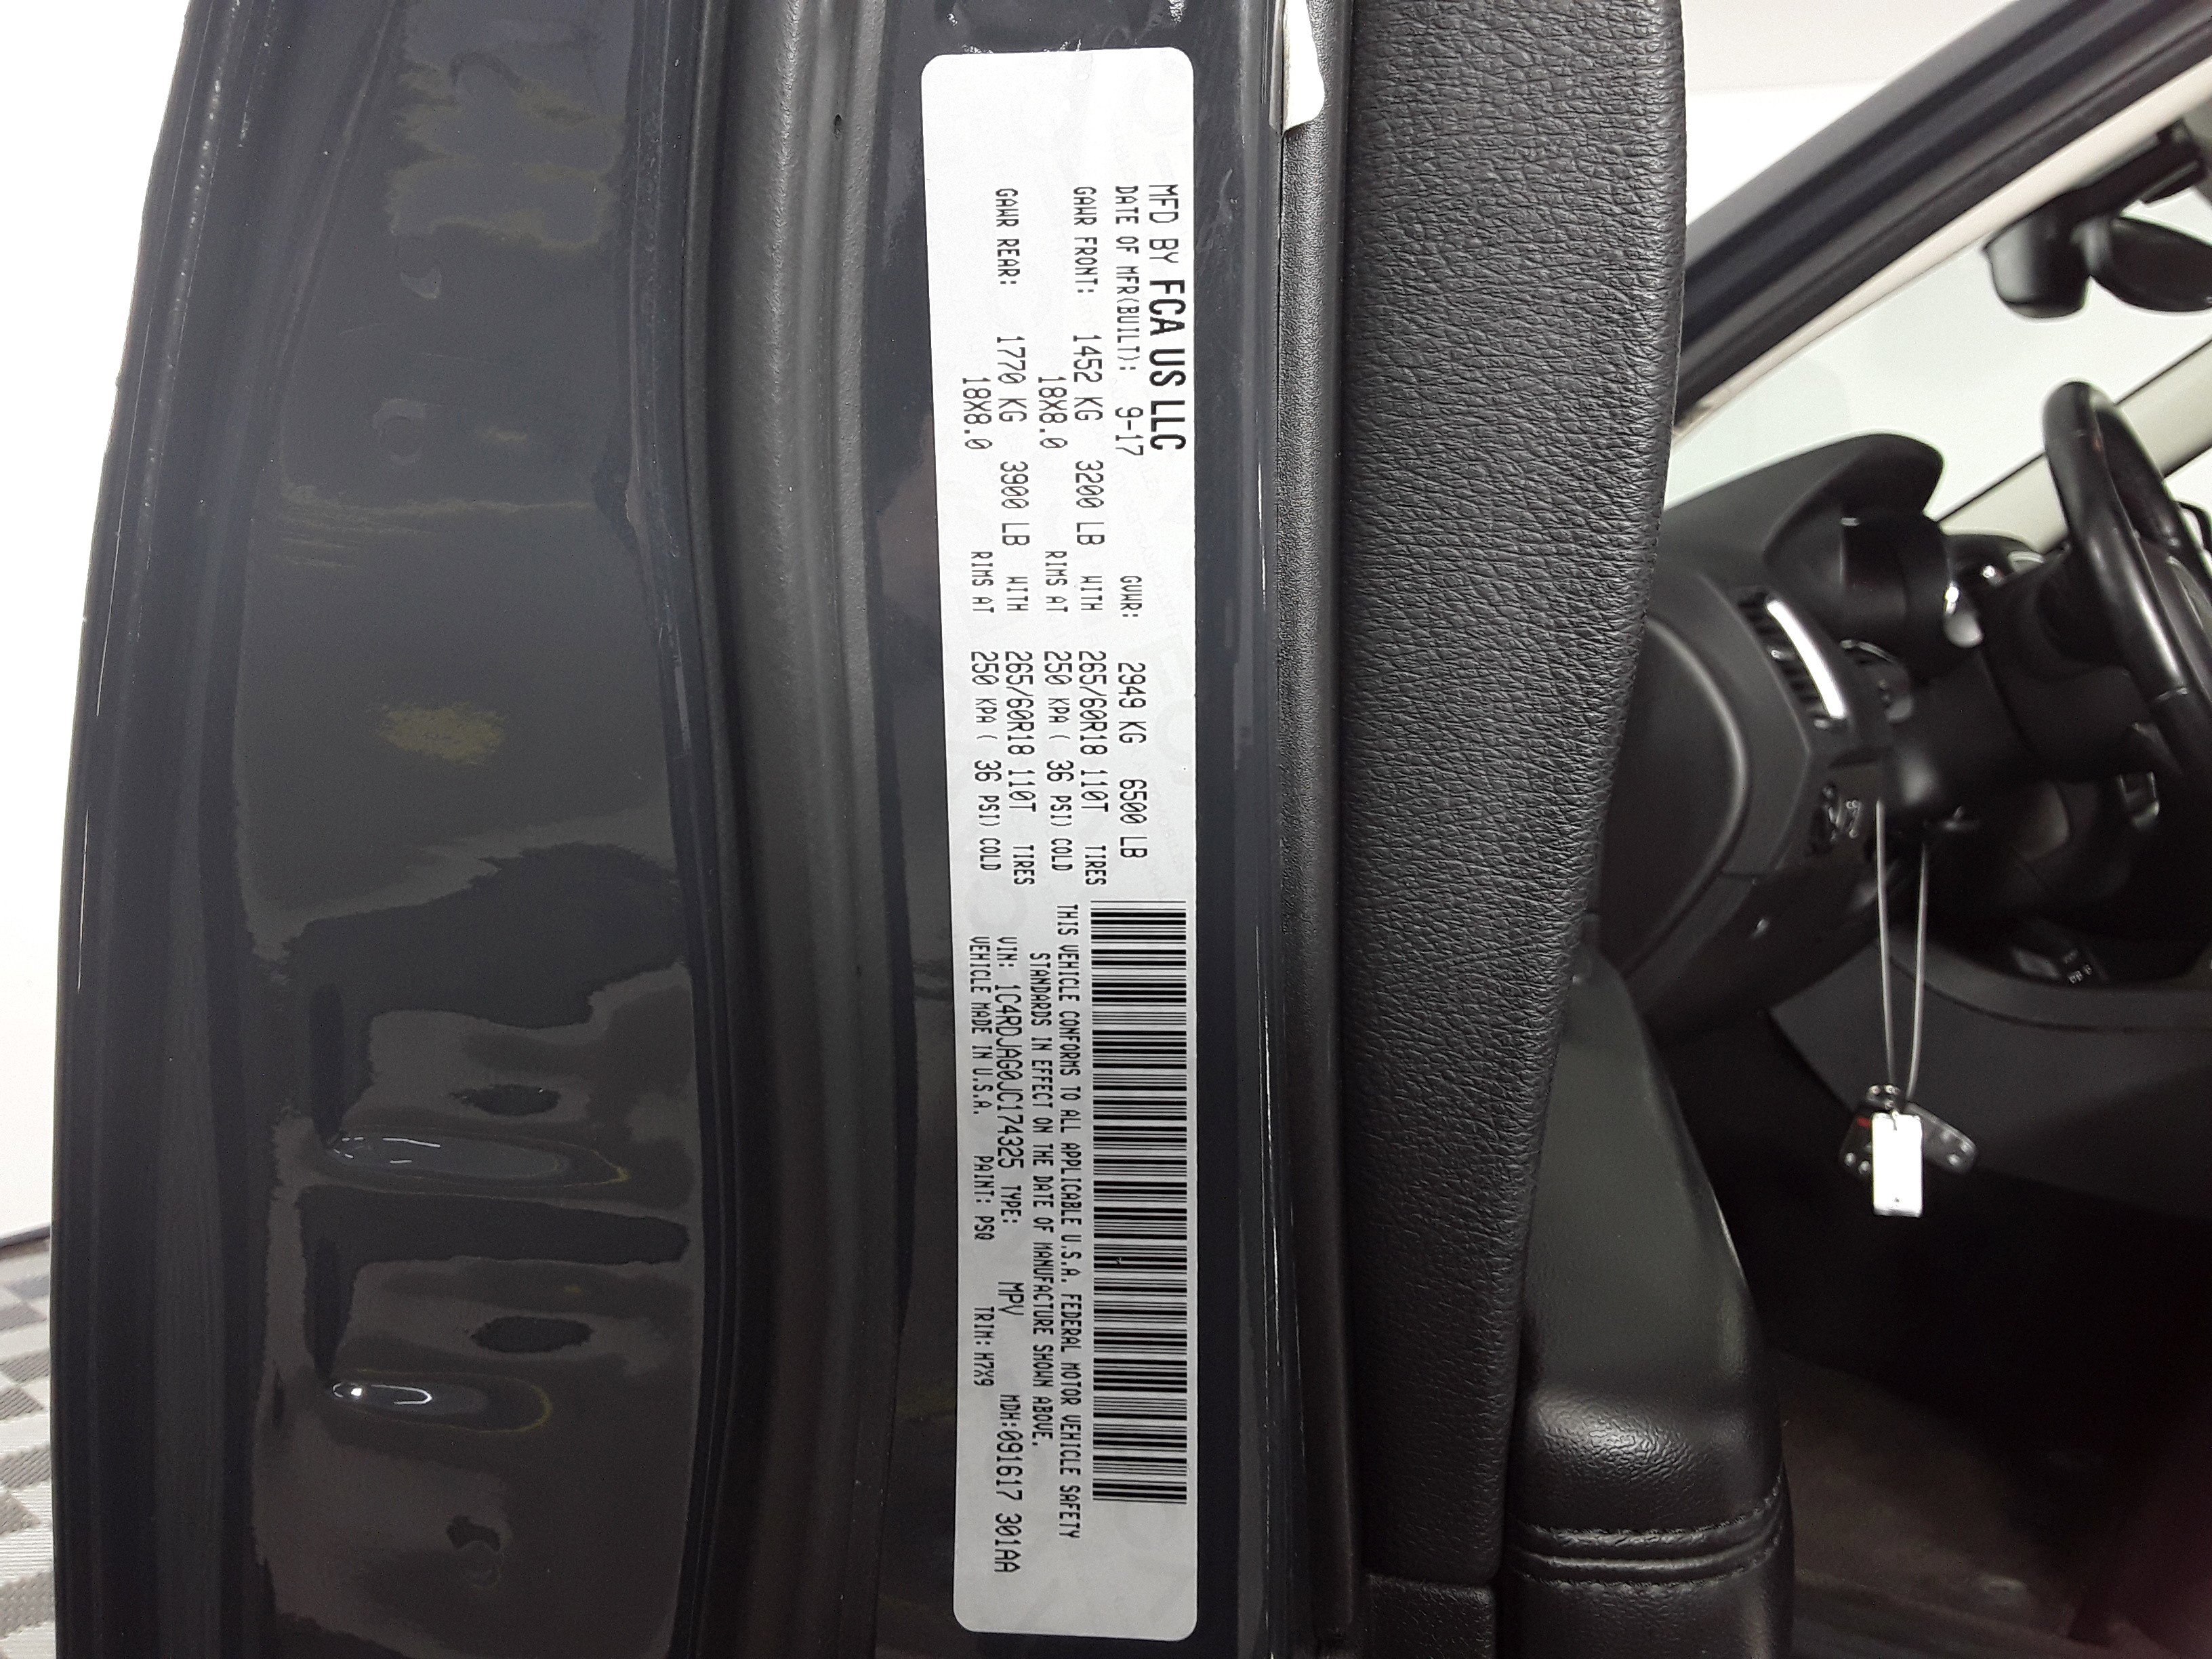 MFD BY FCA US LLC
DATE OF MFR(BUILT): 9-17 GVWR: 2949 KG 6500 LB
GAWR FRONT: 1452 KG 3200 LB WITH 265/60R18 110T TIRES
18X8.0 RIMS AT 250 KPA ( 36 PSI) COLD
GAWR REAR: 1770 KG 3900 LB WITH 265/60R18 110T TIRES
18X8.0 RIMS AT 250 KPA ( 36 PSI) COLD
THIS VEHICLE CONFORMS TO ALL APPLICABLE U.S.A. FEDERAL MOTOR VEHICLE SAFETY
STANDARDS IN EFFECT ON THE DATE OF MANUFACTURE SHOWN ABOVE.
VIN: 1C4RDJAG0JC174325 TYPE: MPV MDH:091617 301AA
VEHICLE MADE IN U.S.A. PAINT: PSQ TRIM: H7X9